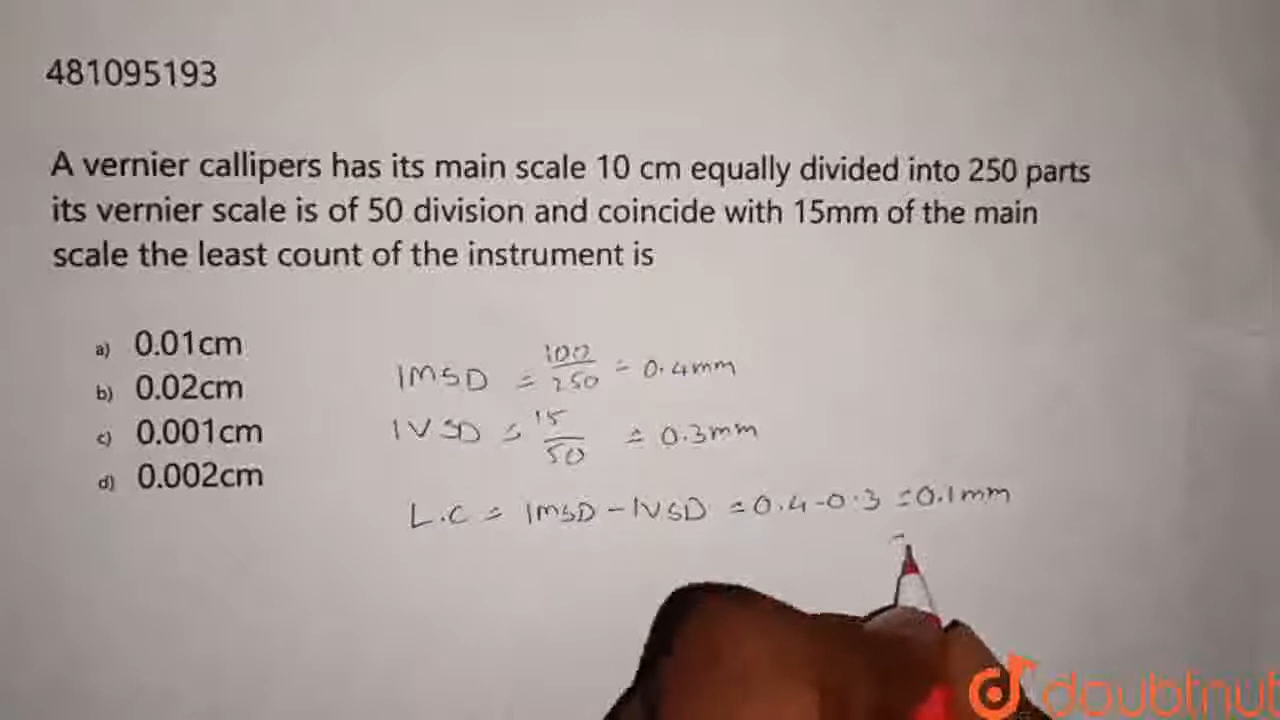 481095193
A vernier callipers has its main scale 10 cm equally divided into 250 parts
its vernier scale is of 50 division and coincide with 15mm of the main
scale the least count of the instrument is
a) 0.01cm
b) 0.02cm
c) 0.001cm
d) 0.002cm
1MSD = 100/250 = 0.4mm
1VSD = 15/50 = 0.3mm
L.C = 1MSD - 1VSD = 0.4-0.3 = 0.1mm
doubtnut